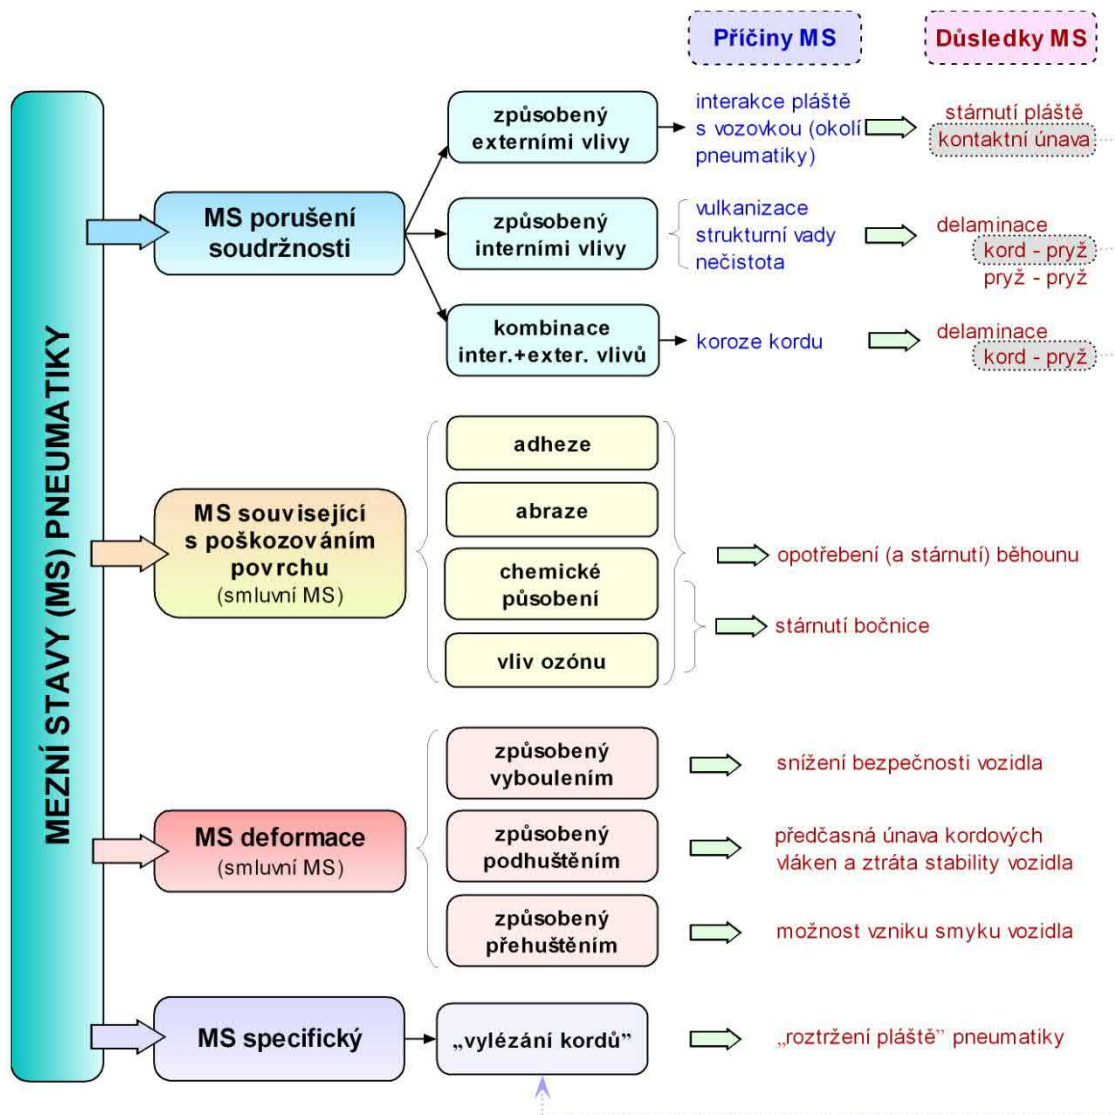 Příčiny MS
Důsledky MS
MEZNÍ STAVY (MS) PNEUMATIKY
MS porušení
soudržnosti
způsobený
externími vlivy
interakce pláště
s vozovkou (okolí
pneumatiky)
stárnutí pláště
kontaktní únava
způsobený
interními vlivy
vulkanizace
strukturní vady
nečistota
delaminace
kord - pryž
pryž - pryž
kombinace
inter.+exter. vlivů
koroze kordu
delaminace
kord - pryž
MS související
s poškozováním
povrchu
(smluvní MS)
adheze
abraze
chemické
působení
vliv ozónu
opotřebení (a stárnutí) běhounu
stárnutí bočnice
MS deformace
(smluvní MS)
způsobený
vyboulením
snížení bezpečnosti vozidla
způsobený
podhuštěním
předčasná únava kordových
vláken a ztráta stability vozidla
způsobený
přehuštěním
možnost vzniku smyku vozidla
MS specifický
„vylézání kordů”
„roztržení pláště” pneumatiky